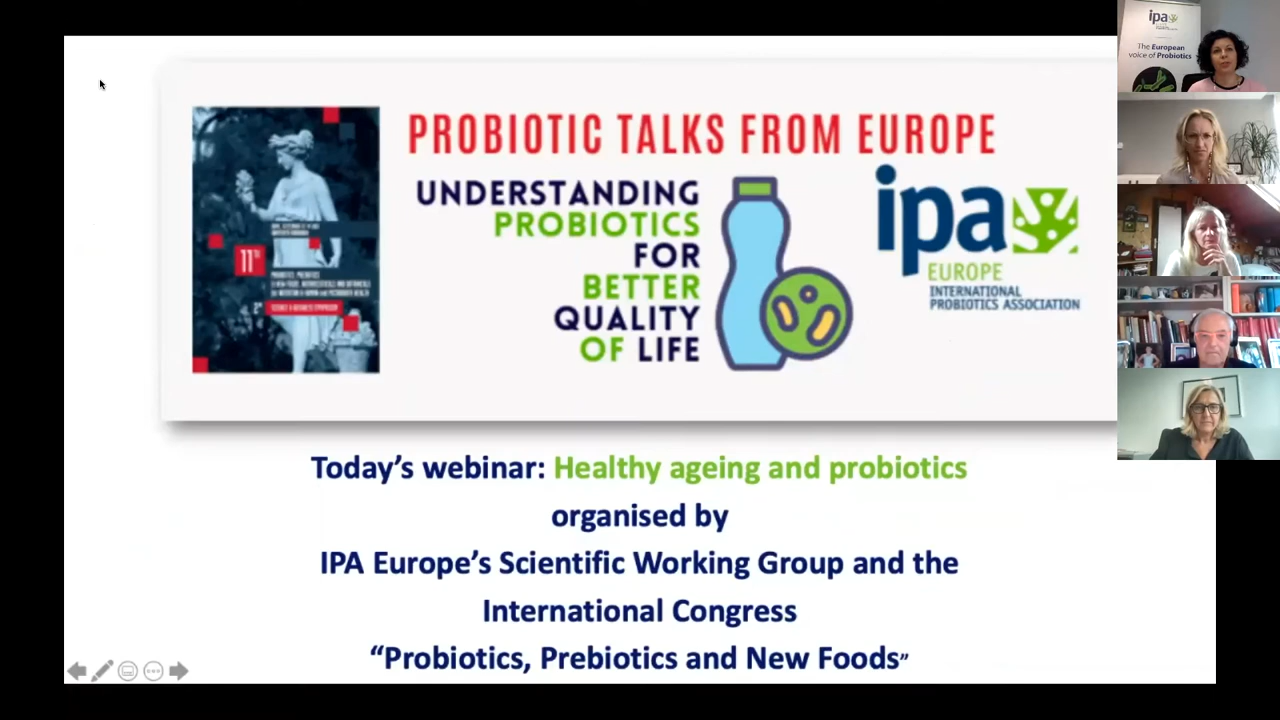 PROBIOTIC TALKS FROM EUROPE
UNDERSTANDING
PROBIOTICS
FOR
BETTER
QUALITY
OF LIFE
ipa
EUROPE
INTERNATIONAL
PROBIOTICS ASSOCIATION
11TH
Today's webinar: Healthy ageing and probiotics
organised by
IPA Europe's Scientific Working Group and the
International Congress
“Probiotics, Prebiotics and New Foods”
ipa
The European
voice of Probiotics